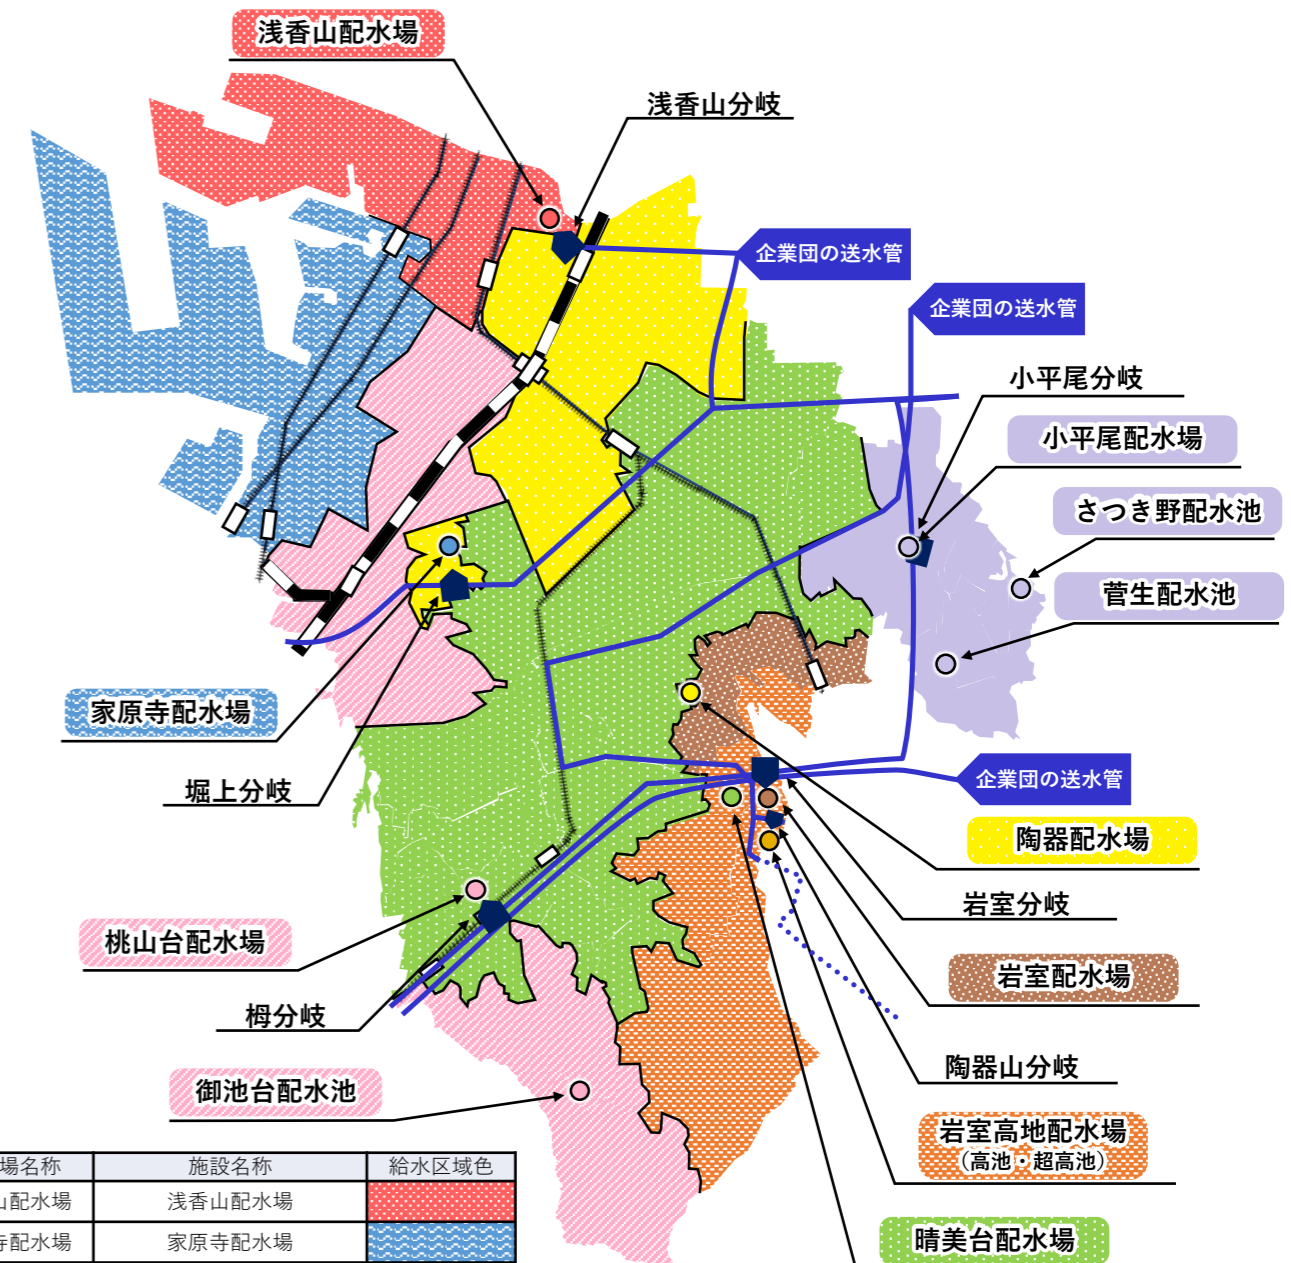 浅香山配水場
浅香山分岐
企業団の送水管
企業団の送水管
小平尾分岐
小平尾配水場
さつき野配水池
菅生配水池
家原寺配水場
堀上分岐
企業団の送水管
陶器配水場
岩室分岐
桃山台配水場
岩室配水場
栂分岐
陶器山分岐
御池台配水池
岩室高地配水場
（高池・超高池）
晴美台配水場
場名称 施設名称 給水区域色
山配水場 浅香山配水場
寺配水場 家原寺配水場